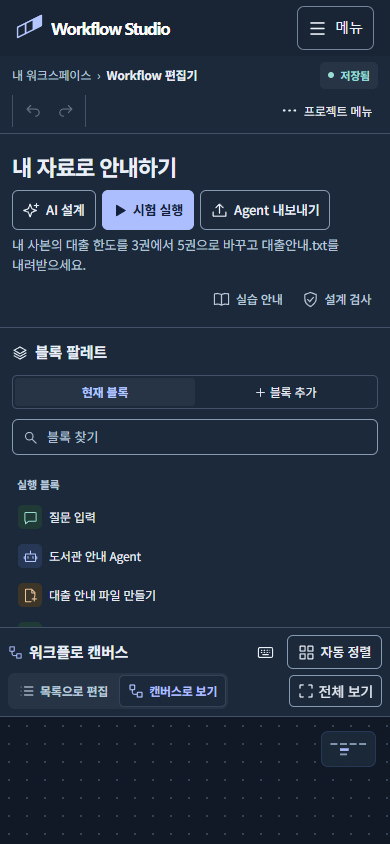 Workflow Studio
메뉴
내 워크스페이스 › Workflow 편집기
저장됨
프로젝트 메뉴
내 자료로 안내하기
AI 설계
시험 실행
Agent 내보내기
내 사본의 대출 한도를 3권에서 5권으로 바꾸고 대출안내.txt를
내려받으세요.
실습 안내
설계 검사
블록 팔레트
현재 블록
+ 블록 추가
블록 찾기
실행 블록
질문 입력
도서관 안내 Agent
대출 안내 파일 만들기
워크플로 캔버스
자동 정렬
목록으로 편집
캔버스로 보기
전체 보기